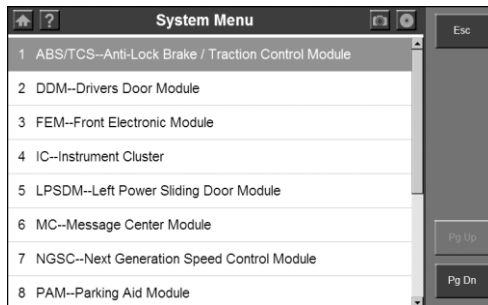 ?
System Menu
Esc
1 ABS/TCS--Anti-Lock Brake / Traction Control Module
2 DDM--Drivers Door Module
3 FEM--Front Electronic Module
4 IC--Instrument Cluster
5 LPSDM--Left Power Sliding Door Module
6 MC--Message Center Module
7 NGSC--Next Generation Speed Control Module
8 PAM--Parking Aid Module
Pg Up
Pg Dn